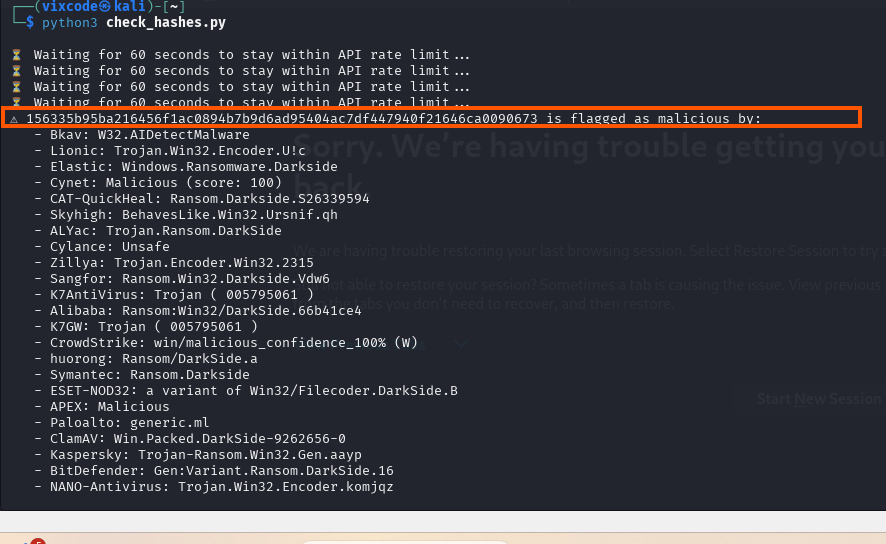 (vixcode㉿kali)-[~]
$ python3 check_hashes.py
⏳ Waiting for 60 seconds to stay within API rate limit...
⏳ Waiting for 60 seconds to stay within API rate limit...
⏳ Waiting for 60 seconds to stay within API rate limit...
⏳ Waiting for 60 seconds to stay within API rate limit...
⚠ 156335b95ba216456f1ac0894b7b9d6ad95404ac7df447940f21646ca0090673 is flagged as malicious by:
- Bkav: W32.AIDetectMalware
- Lionic: Trojan.Win32.Encoder.U!c
- Elastic: Windows.Ransomware.Darkside
- Cynet: Malicious (score: 100)
- CAT-QuickHeal: Ransom.Darkside.S26339594
- Skyhigh: BehavesLike.Win32.Ursnif.qh
- ALYac: Trojan.Ransom.DarkSide
- Cylance: Unsafe
- Zillya: Trojan.Encoder.Win32.2315
- Sangfor: Ransom.Win32.Darkside.Vdw6
- K7AntiVirus: Trojan ( 005795061 )
- Alibaba: Ransom:Win32/DarkSide.66b41ce4
- K7GW: Trojan ( 005795061 )
- CrowdStrike: win/malicious_confidence_100% (W)
- huorong: Ransom/DarkSide.a
- Symantec: Ransom.Darkside
- ESET-NOD32: a variant of Win32/Filecoder.DarkSide.B
- APEX: Malicious
- Paloalto: generic.ml
- ClamAV: Win.Packed.DarkSide-9262656-0
- Kaspersky: Trojan-Ransom.Win32.Gen.aayp
- BitDefender: Gen:Variant.Ransom.DarkSide.16
- NANO-Antivirus: Trojan.Win32.Encoder.komjqz
Sorry. We're having trouble getting you
back.
We are having trouble restoring your last browsing session. Select Restore Session to try
not able to restore your session? Sometimes a tab is causing the issue. View previous
the tabs you don't need to recover, and then restore.
Start New Session
5